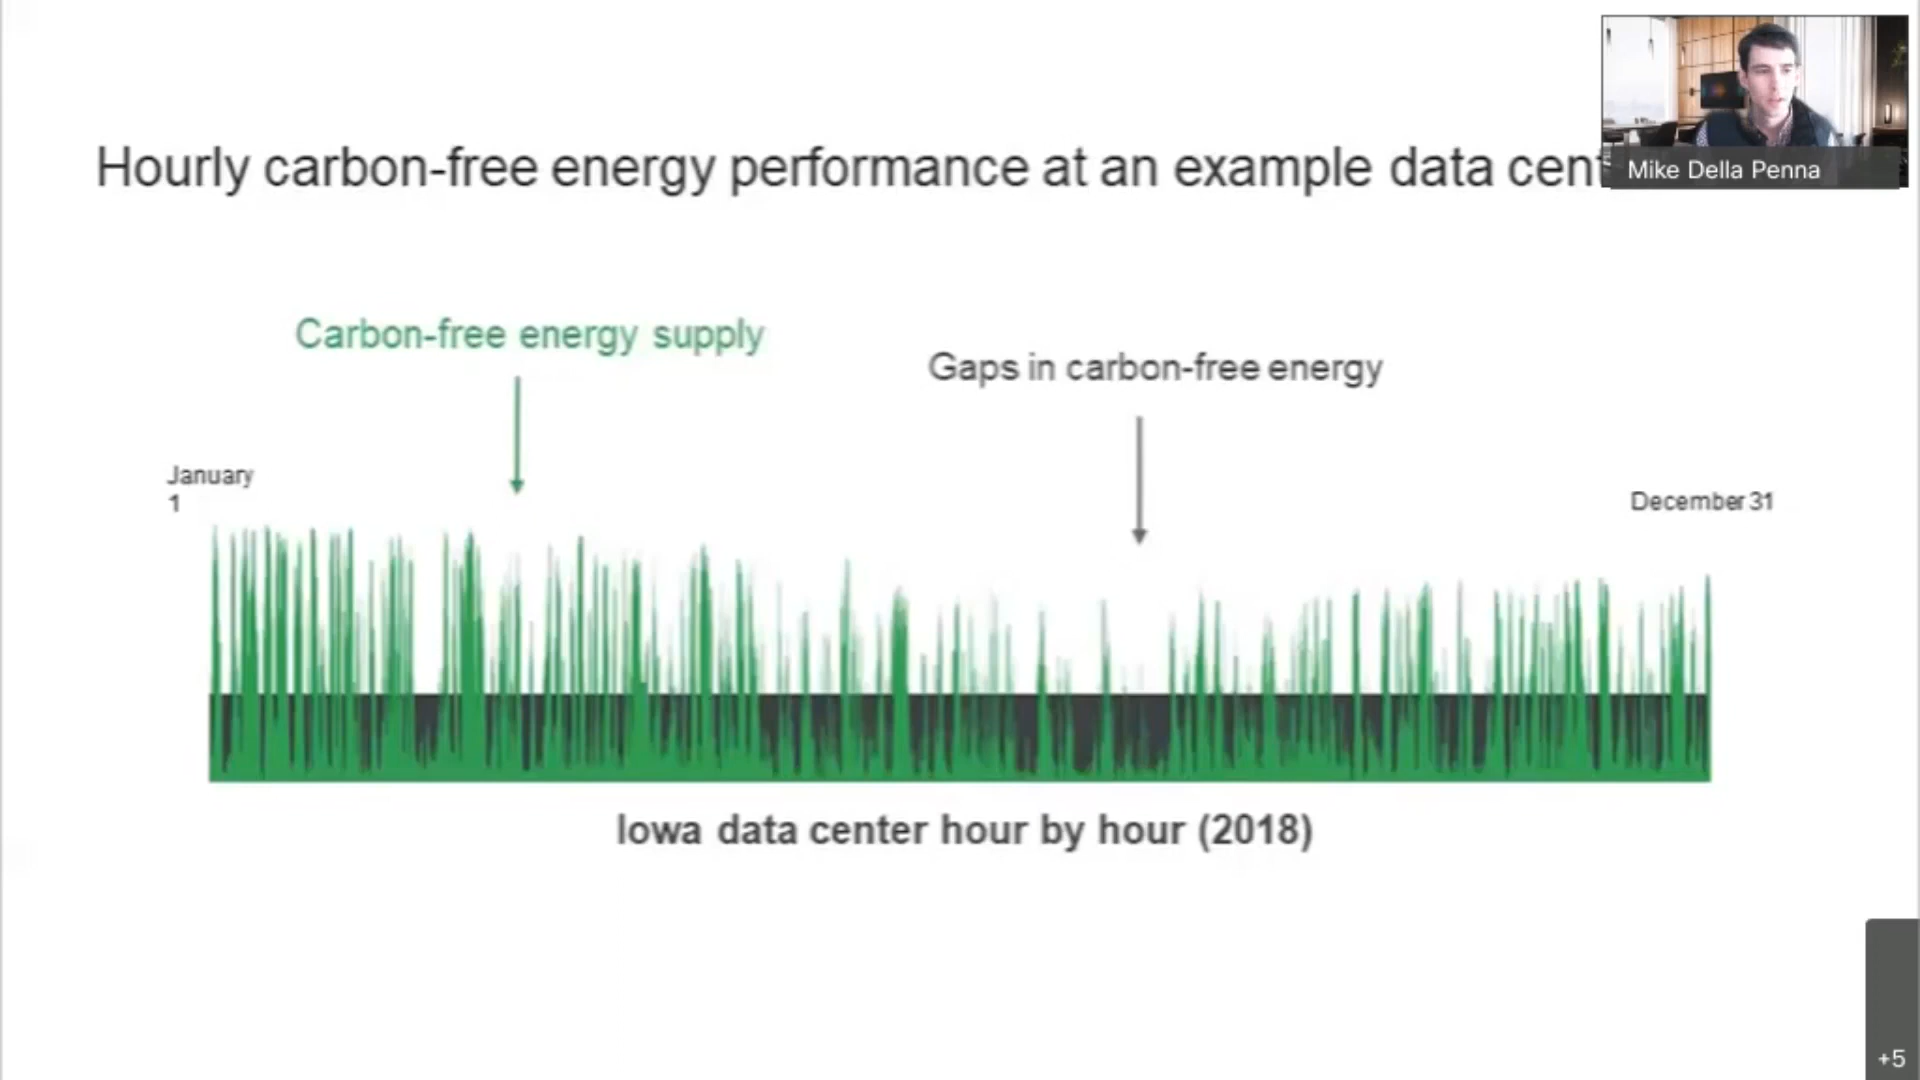 Hourly carbon-free energy performance at an example data cent
Mike Della Penna
Carbon-free energy supply
Gaps in carbon-free energy
January
1
December 31
Iowa data center hour by hour (2018)
+5